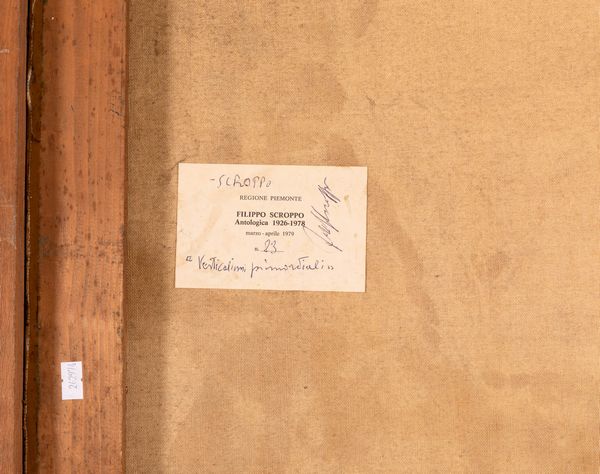 -SCROPPO
REGIONE PIEMONTE
FILIPPO SCROPPO
Antologica 1926-1978
marzo - aprile 1979
n. 23
"Verticalismi primordiali"